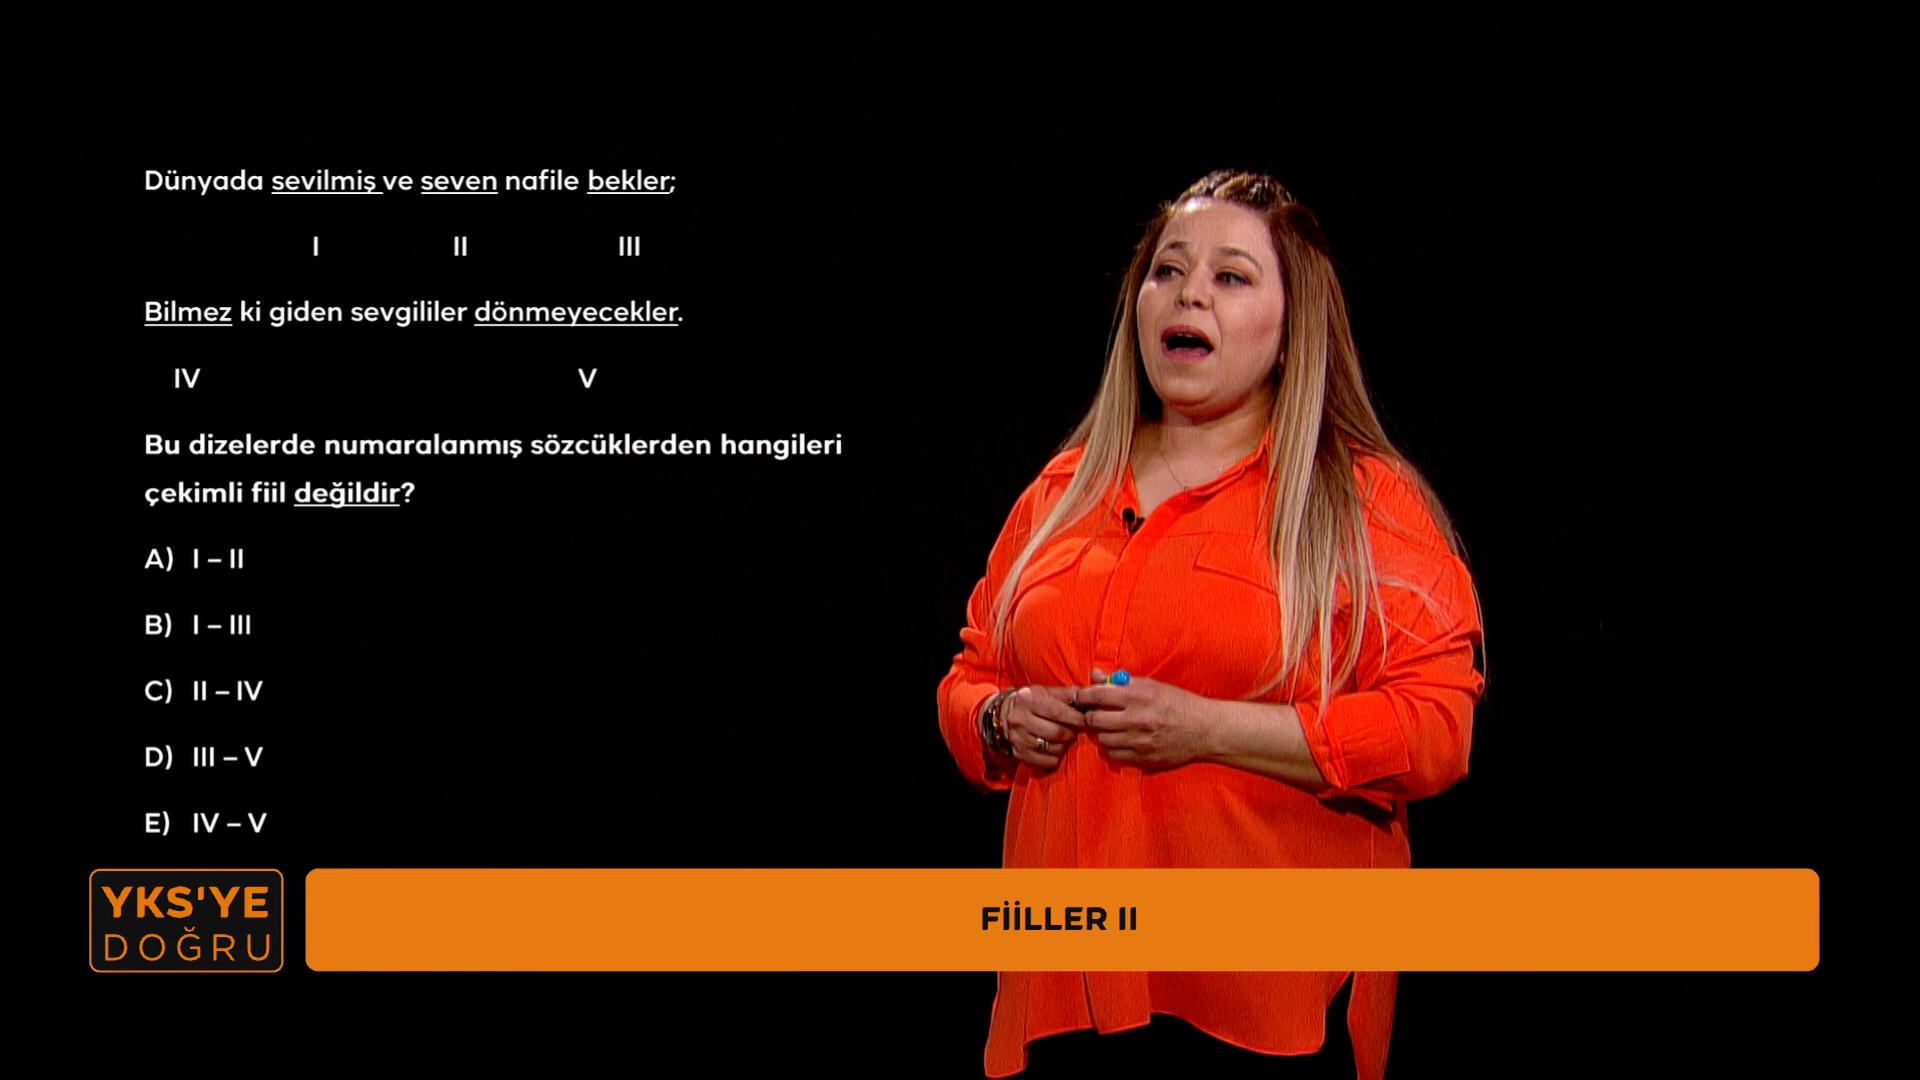 Dünyada sevilmiş ve seven nafile bekler;
I II III
Bilmez ki giden sevgililer dönmeyecekler.
IV V
Bu dizelerde numaralanmış sözcüklerden hangileri
çekimli fiil değildir?
A) I – II
B) I – III
C) II – IV
D) III – V
E) IV – V
YKS'YE
DOĞRU
FİİLLER II